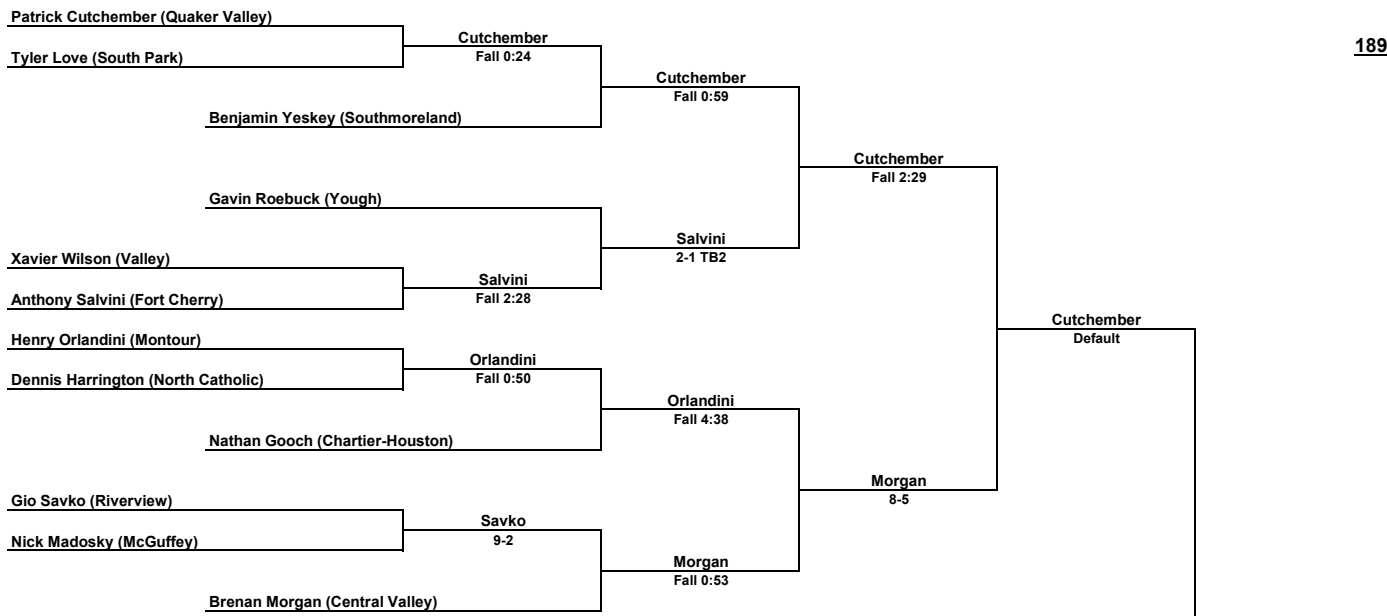 Patrick Cutchember (Quaker Valley)
Cutchember
Tyler Love (South Park)
Fall 0:24
189
Cutchember
Fall 0:59
Benjamin Yeskey (Southmoreland)
Cutchember
Fall 2:29
Gavin Roebuck (Yough)
Salvini
2-1 TB2
Xavier Wilson (Valley)
Salvini
Anthony Salvini (Fort Cherry)
Fall 2:28
Cutchember
Default
Henry Orlandini (Montour)
Orlandini
Dennis Harrington (North Catholic)
Fall 0:50
Orlandini
Fall 4:38
Nathan Gooch (Chartier-Houston)
Morgan
8-5
Gio Savko (Riverview)
Savko
Nick Madosky (McGuffey)
9-2
Morgan
Fall 0:53
Brenan Morgan (Central Valley)